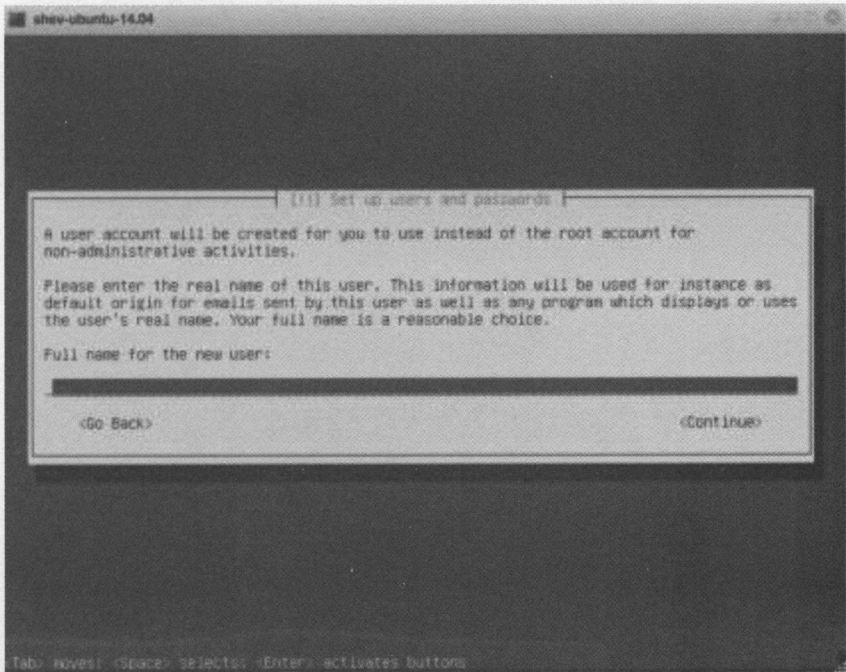 shev-ubuntu-14.04
[!!] Set up users and passwords
A user account will be created for you to use instead of the root account for
non-administrative activities.
Please enter the real name of this user. This information will be used for instance as
default origin for emails sent by this user as well as any program which displays or uses
the user's real name. Your full name is a reasonable choice.
Full name for the new user:
<Go Back> <Continue>
<Tab> moves; <Space> selects; <Enter> activates buttons